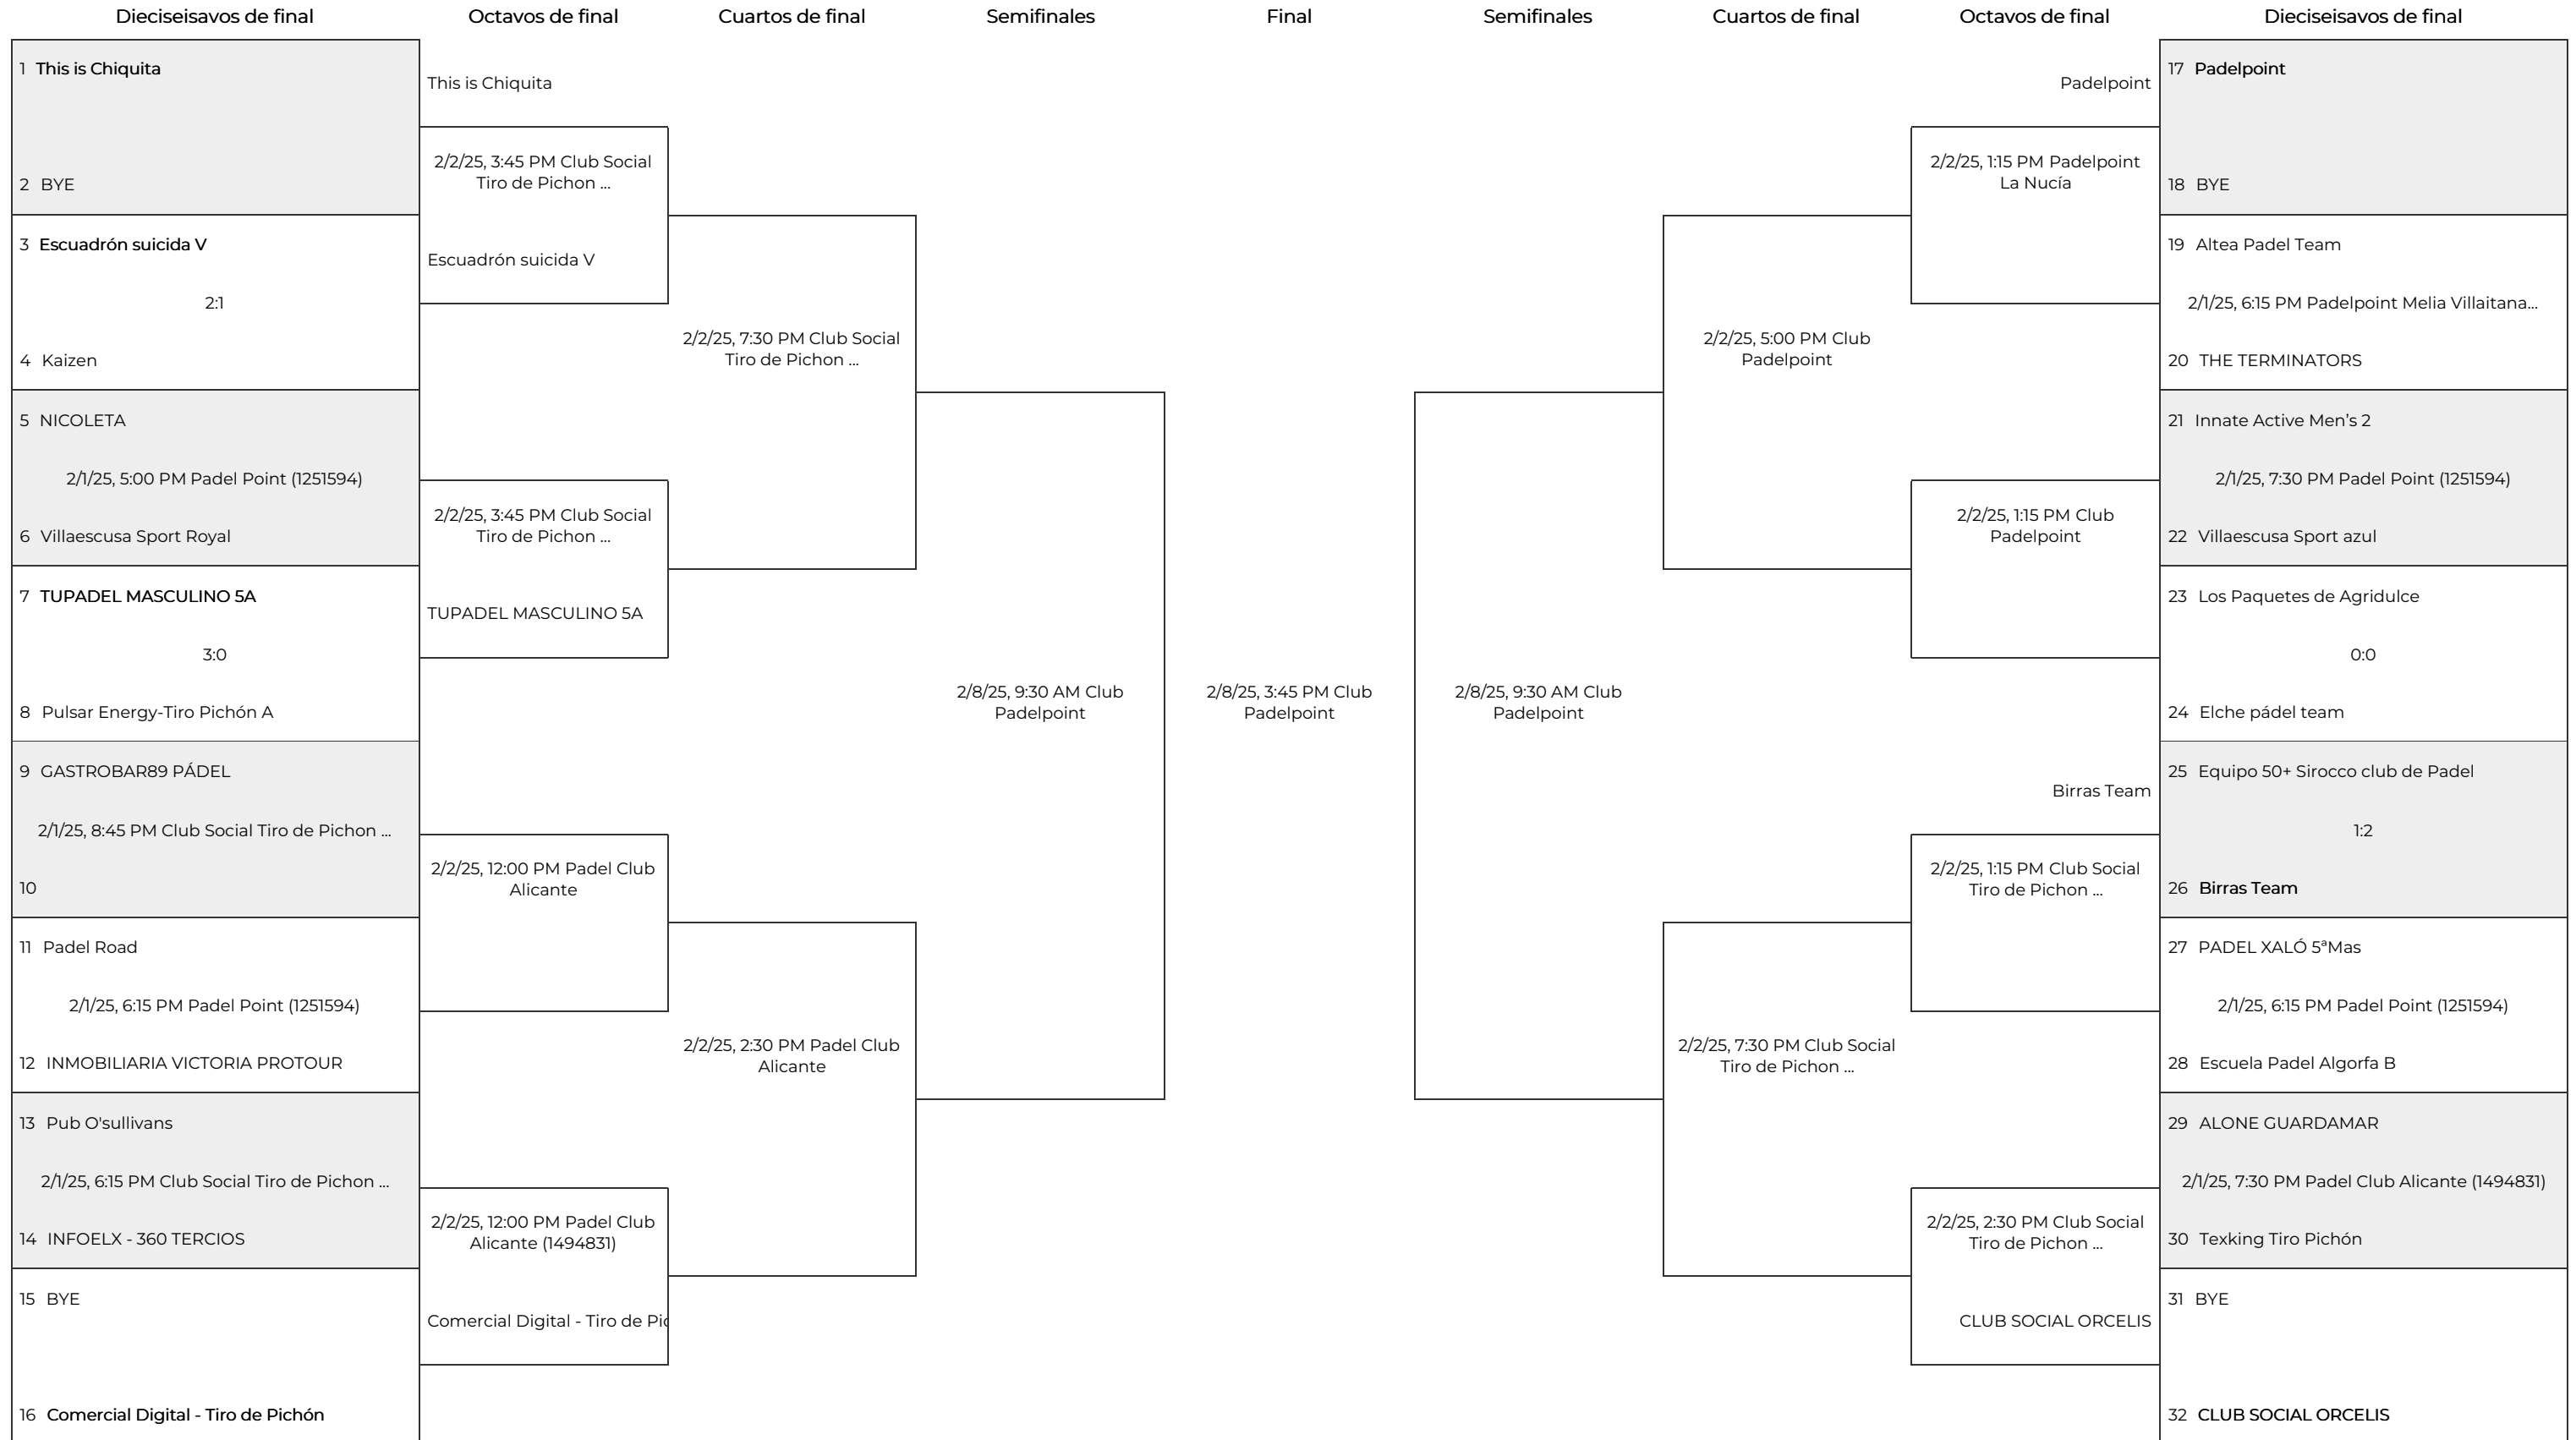 Dieciseisavos de final
Octavos de final
Cuartos de final
Semifinales
Final
Semifinales
Cuartos de final
Octavos de final
Dieciseisavos de final
1 This is Chiquita
2 BYE
3 Escuadrón suicida V
2:1
4 Kaizen
5 NICOLETA
2/1/25, 5:00 PM Padel Point (1251594)
6 Villaescusa Sport Royal
7 TUPADEL MASCULINO 5A
3:0
8 Pulsar Energy-Tiro Pichón A
9 GASTROBAR89 PÁDEL
2/1/25, 8:45 PM Club Social Tiro de Pichon ...
10
11 Padel Road
2/1/25, 6:15 PM Padel Point (1251594)
12 INMOBILIARIA VICTORIA PROTOUR
13 Pub O'sullivans
2/1/25, 6:15 PM Club Social Tiro de Pichon ...
14 INFOELX - 360 TERCIOS
15 BYE
16 Comercial Digital - Tiro de Pichón
This is Chiquita
2/2/25, 3:45 PM Club Social
Tiro de Pichon ...
Escuadrón suicida V
2/2/25, 3:45 PM Club Social
Tiro de Pichon ...
TUPADEL MASCULINO 5A
2/2/25, 12:00 PM Padel Club
Alicante
2/2/25, 12:00 PM Padel Club
Alicante (1494831)
Comercial Digital - Tiro de Pic
2/2/25, 7:30 PM Club Social
Tiro de Pichon ...
2/2/25, 2:30 PM Padel Club
Alicante
2/8/25, 9:30 AM Club
Padelpoint
2/8/25, 3:45 PM Club
Padelpoint
2/8/25, 9:30 AM Club
Padelpoint
2/2/25, 5:00 PM Club
Padelpoint
2/2/25, 7:30 PM Club Social
Tiro de Pichon ...
Padelpoint
2/2/25, 1:15 PM Padelpoint
La Nucía
2/2/25, 1:15 PM Club
Padelpoint
Birras Team
2/2/25, 1:15 PM Club Social
Tiro de Pichon ...
2/2/25, 2:30 PM Club Social
Tiro de Pichon ...
CLUB SOCIAL ORCELIS
17 Padelpoint
18 BYE
19 Altea Padel Team
2/1/25, 6:15 PM Padelpoint Melia Villaitana...
20 THE TERMINATORS
21 Innate Active Men’s 2
2/1/25, 7:30 PM Padel Point (1251594)
22 Villaescusa Sport azul
23 Los Paquetes de Agridulce
0:0
24 Elche pádel team
25 Equipo 50+ Sirocco club de Padel
1:2
26 Birras Team
27 PADEL XALÓ 5ªMas
2/1/25, 6:15 PM Padel Point (1251594)
28 Escuela Padel Algorfa B
29 ALONE GUARDAMAR
2/1/25, 7:30 PM Padel Club Alicante (1494831)
30 Texking Tiro Pichón
31 BYE
32 CLUB SOCIAL ORCELIS